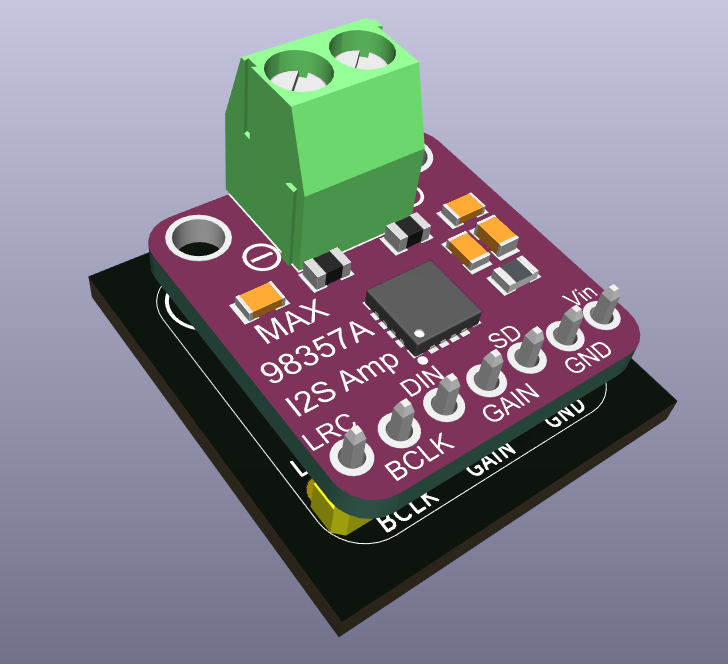 MAX
98357A
I2S Amp
LRC
BCLK
DIN
GAIN
SD
GND
Vin
L
BCLK
GAIN
GND